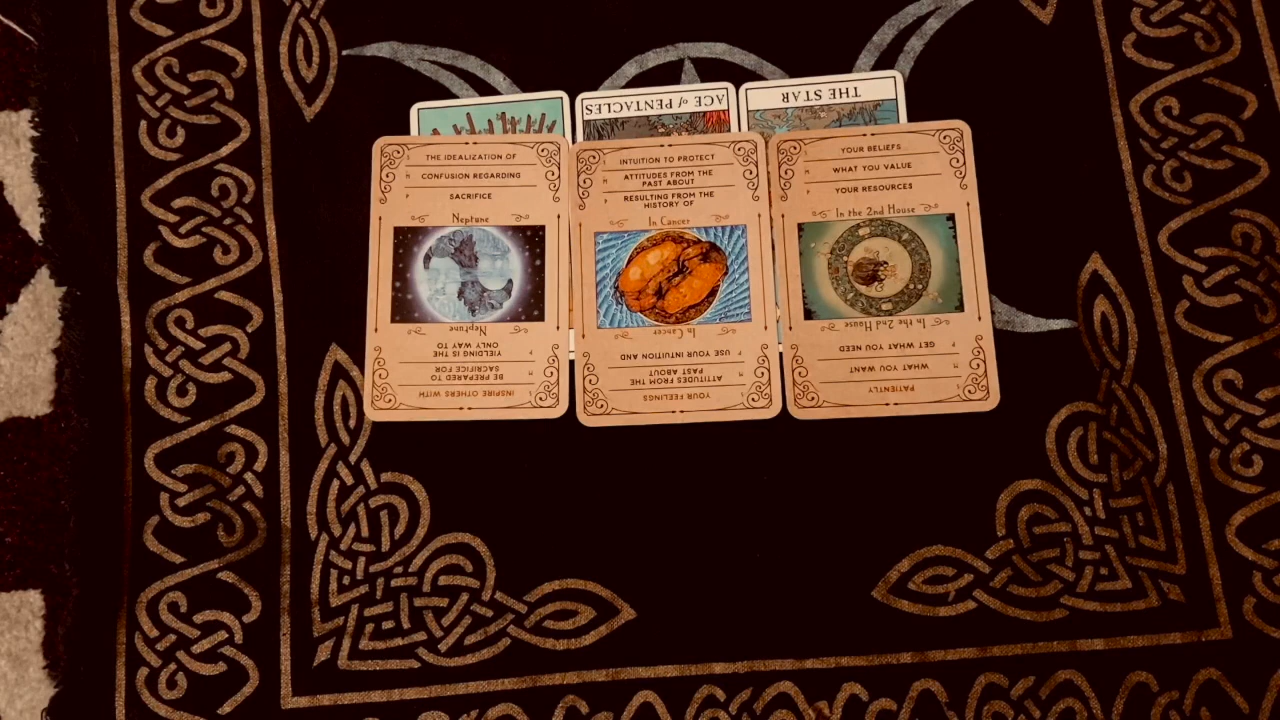 ACE of PENTACLES
THE STAR
THE IDEALIZATION OF
CONFUSION REGARDING
SACRIFICE
Neptune
Neptune
YIELDING IS THE
ONLY WAY TO
BE PREPARED TO
SACRIFICE FOR
INSPIRE OTHERS WITH
INTUITION TO PROTECT
ATTITUDES FROM THE
PAST ABOUT
RESULTING FROM THE
HISTORY OF
In Cancer
In Cancer
USE YOUR INTUITION AND
ATTITUDES FROM THE
PAST ABOUT
YOUR FEELINGS
YOUR BELIEFS
WHAT YOU VALUE
YOUR RESOURCES
In the 2nd House
In the 2nd House
GET WHAT YOU NEED
WHAT YOU WANT
PATIENTLY